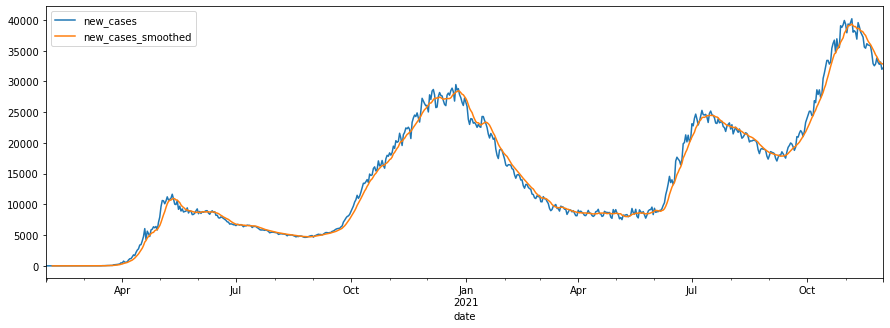 new_cases
new_cases_smoothed
40000
35000
30000
25000
20000
15000
10000
5000
0
Apr Jul Oct Jan Apr Jul Oct
2021
date